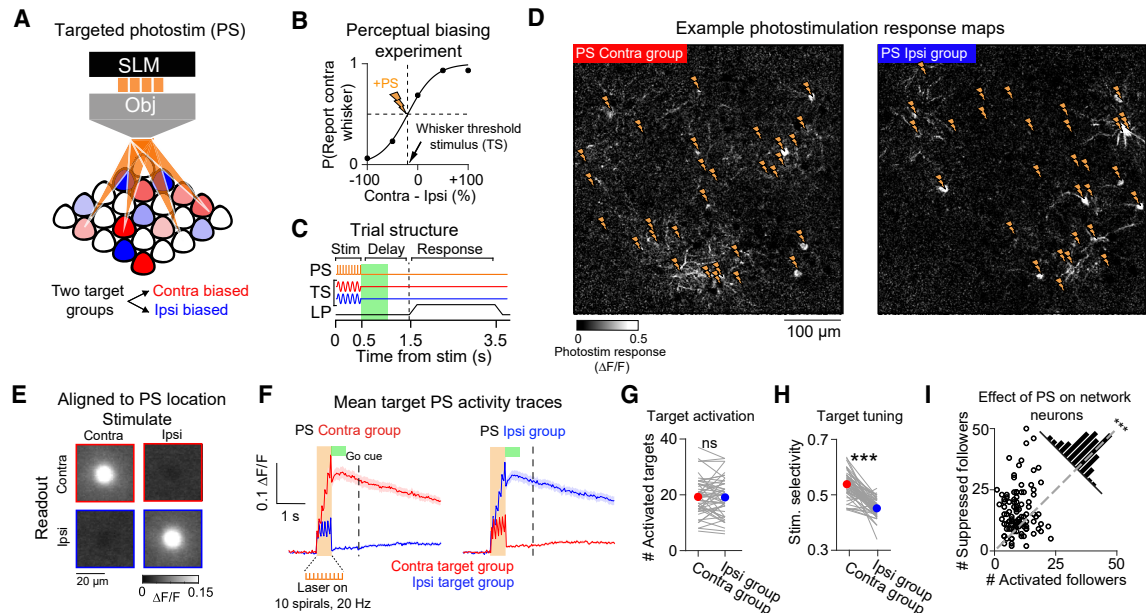 A
Targeted photostim (PS)
SLM
Obj
Two target
groups
Contra biased
Ipsi biased
B
Perceptual biasing
experiment
P(Report contra
whisker)
1
0
+PS
Whisker threshold
stimulus (TS)
-100
0
+100
Contra - Ipsi (%)
C
Trial structure
Stim
Delay
Response
PS
TS
LP
0
0.5
1.5
3.5
Time from stim (s)
D
Example photostimulation response maps
PS Contra group
PS Ipsi group
0
0.5
Photostim response
(ΔF/F)
100 µm
E
Aligned to PS location
Stimulate
Contra
Ipsi
Readout
Contra
Ipsi
20 µm
0
0.15
ΔF/F
F
Mean target PS activity traces
PS Contra group
PS Ipsi group
Go cue
0.1 ΔF/F
1 s
Contra target group
Ipsi target group
Laser on
10 spirals, 20 Hz
G
Target activation
ns
# Activated targets
40
20
0
Ipsi group
Contra group
H
Target tuning
***
Stim. selectivity
0.7
0.5
0.3
Ipsi group
Contra group
I
Effect of PS on network
neurons
***
# Suppressed followers
50
25
0
0
25
50
# Activated followers